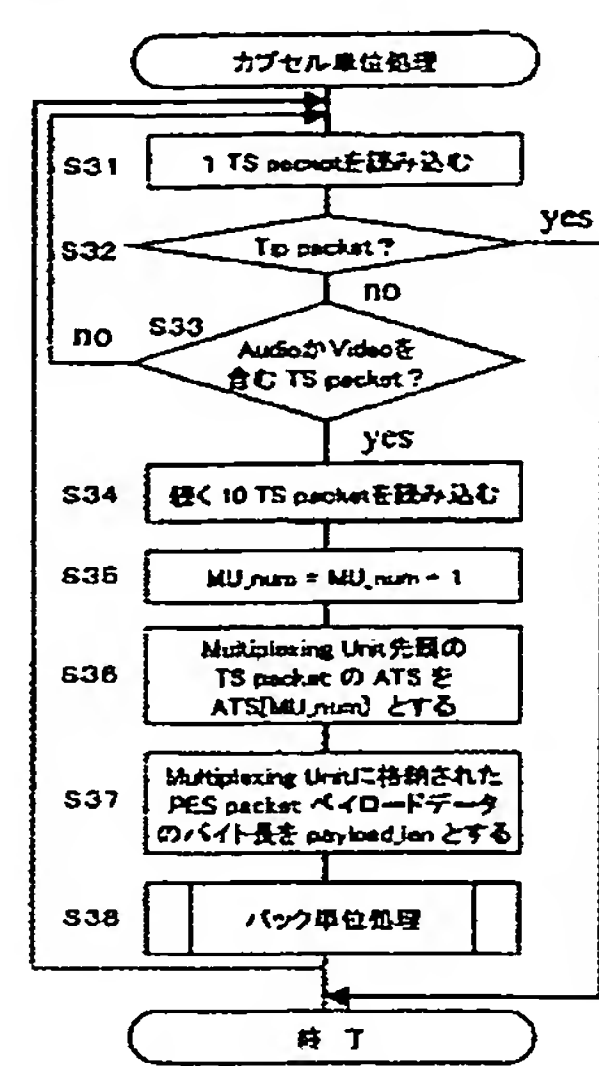 カプセル単位処理
S31
1 TS packetを読み込む
S32
Tip packet?
yes
no
S33
no
AudioかVideoを
含む TS packet?
yes
S34
続く 10 TS packetを読み込む
S35
MU_num = MU_num - 1
S36
Multiplexing Unit 先頭の
TS packet の ATS を
ATS[MU_num] とする
S37
Multiplexing Unitに格納された
PES packet ペイロードデータ
のバイト長を payload_len とする
S38
パック単位処理
終 了